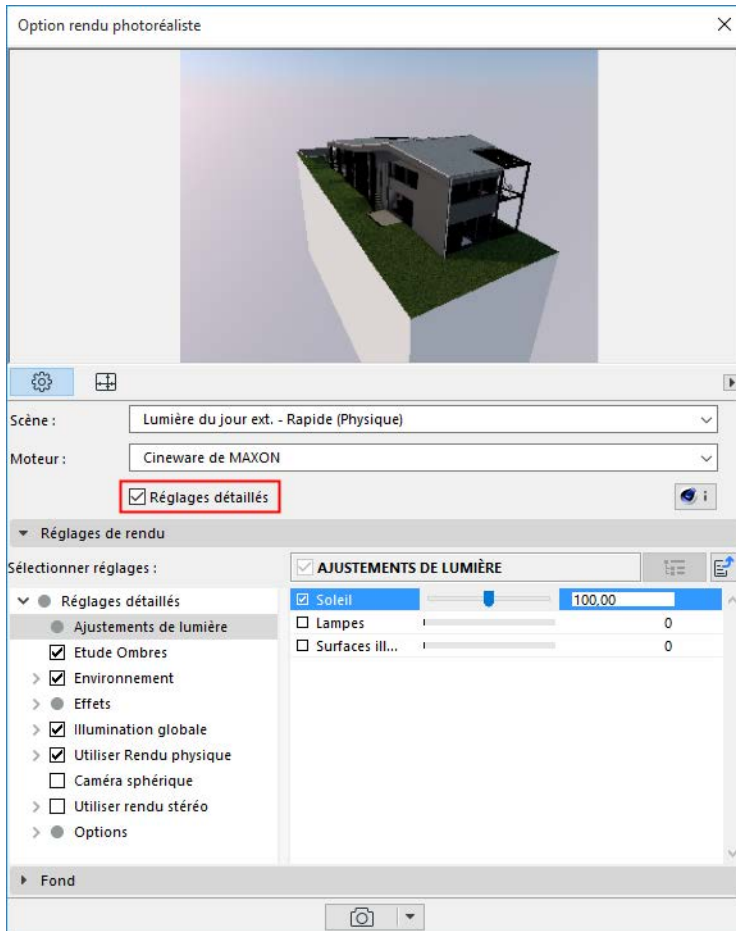 Option rendu photoréaliste
Scène :
Lumière du jour ext. - Rapide (Physique)
Moteur :
Cineware de MAXON
Réglages détaillés
i
Réglages de rendu
Sélectionner réglages :
AJUSTEMENTS DE LUMIÈRE
Réglages détaillés
Ajustements de lumière
Etude Ombres
Environnement
Effets
Illumination globale
Utiliser Rendu physique
Caméra sphérique
Utiliser rendu stéréo
Options
Soleil 100,00
Lampes 0
Surfaces ill... 0
Fond